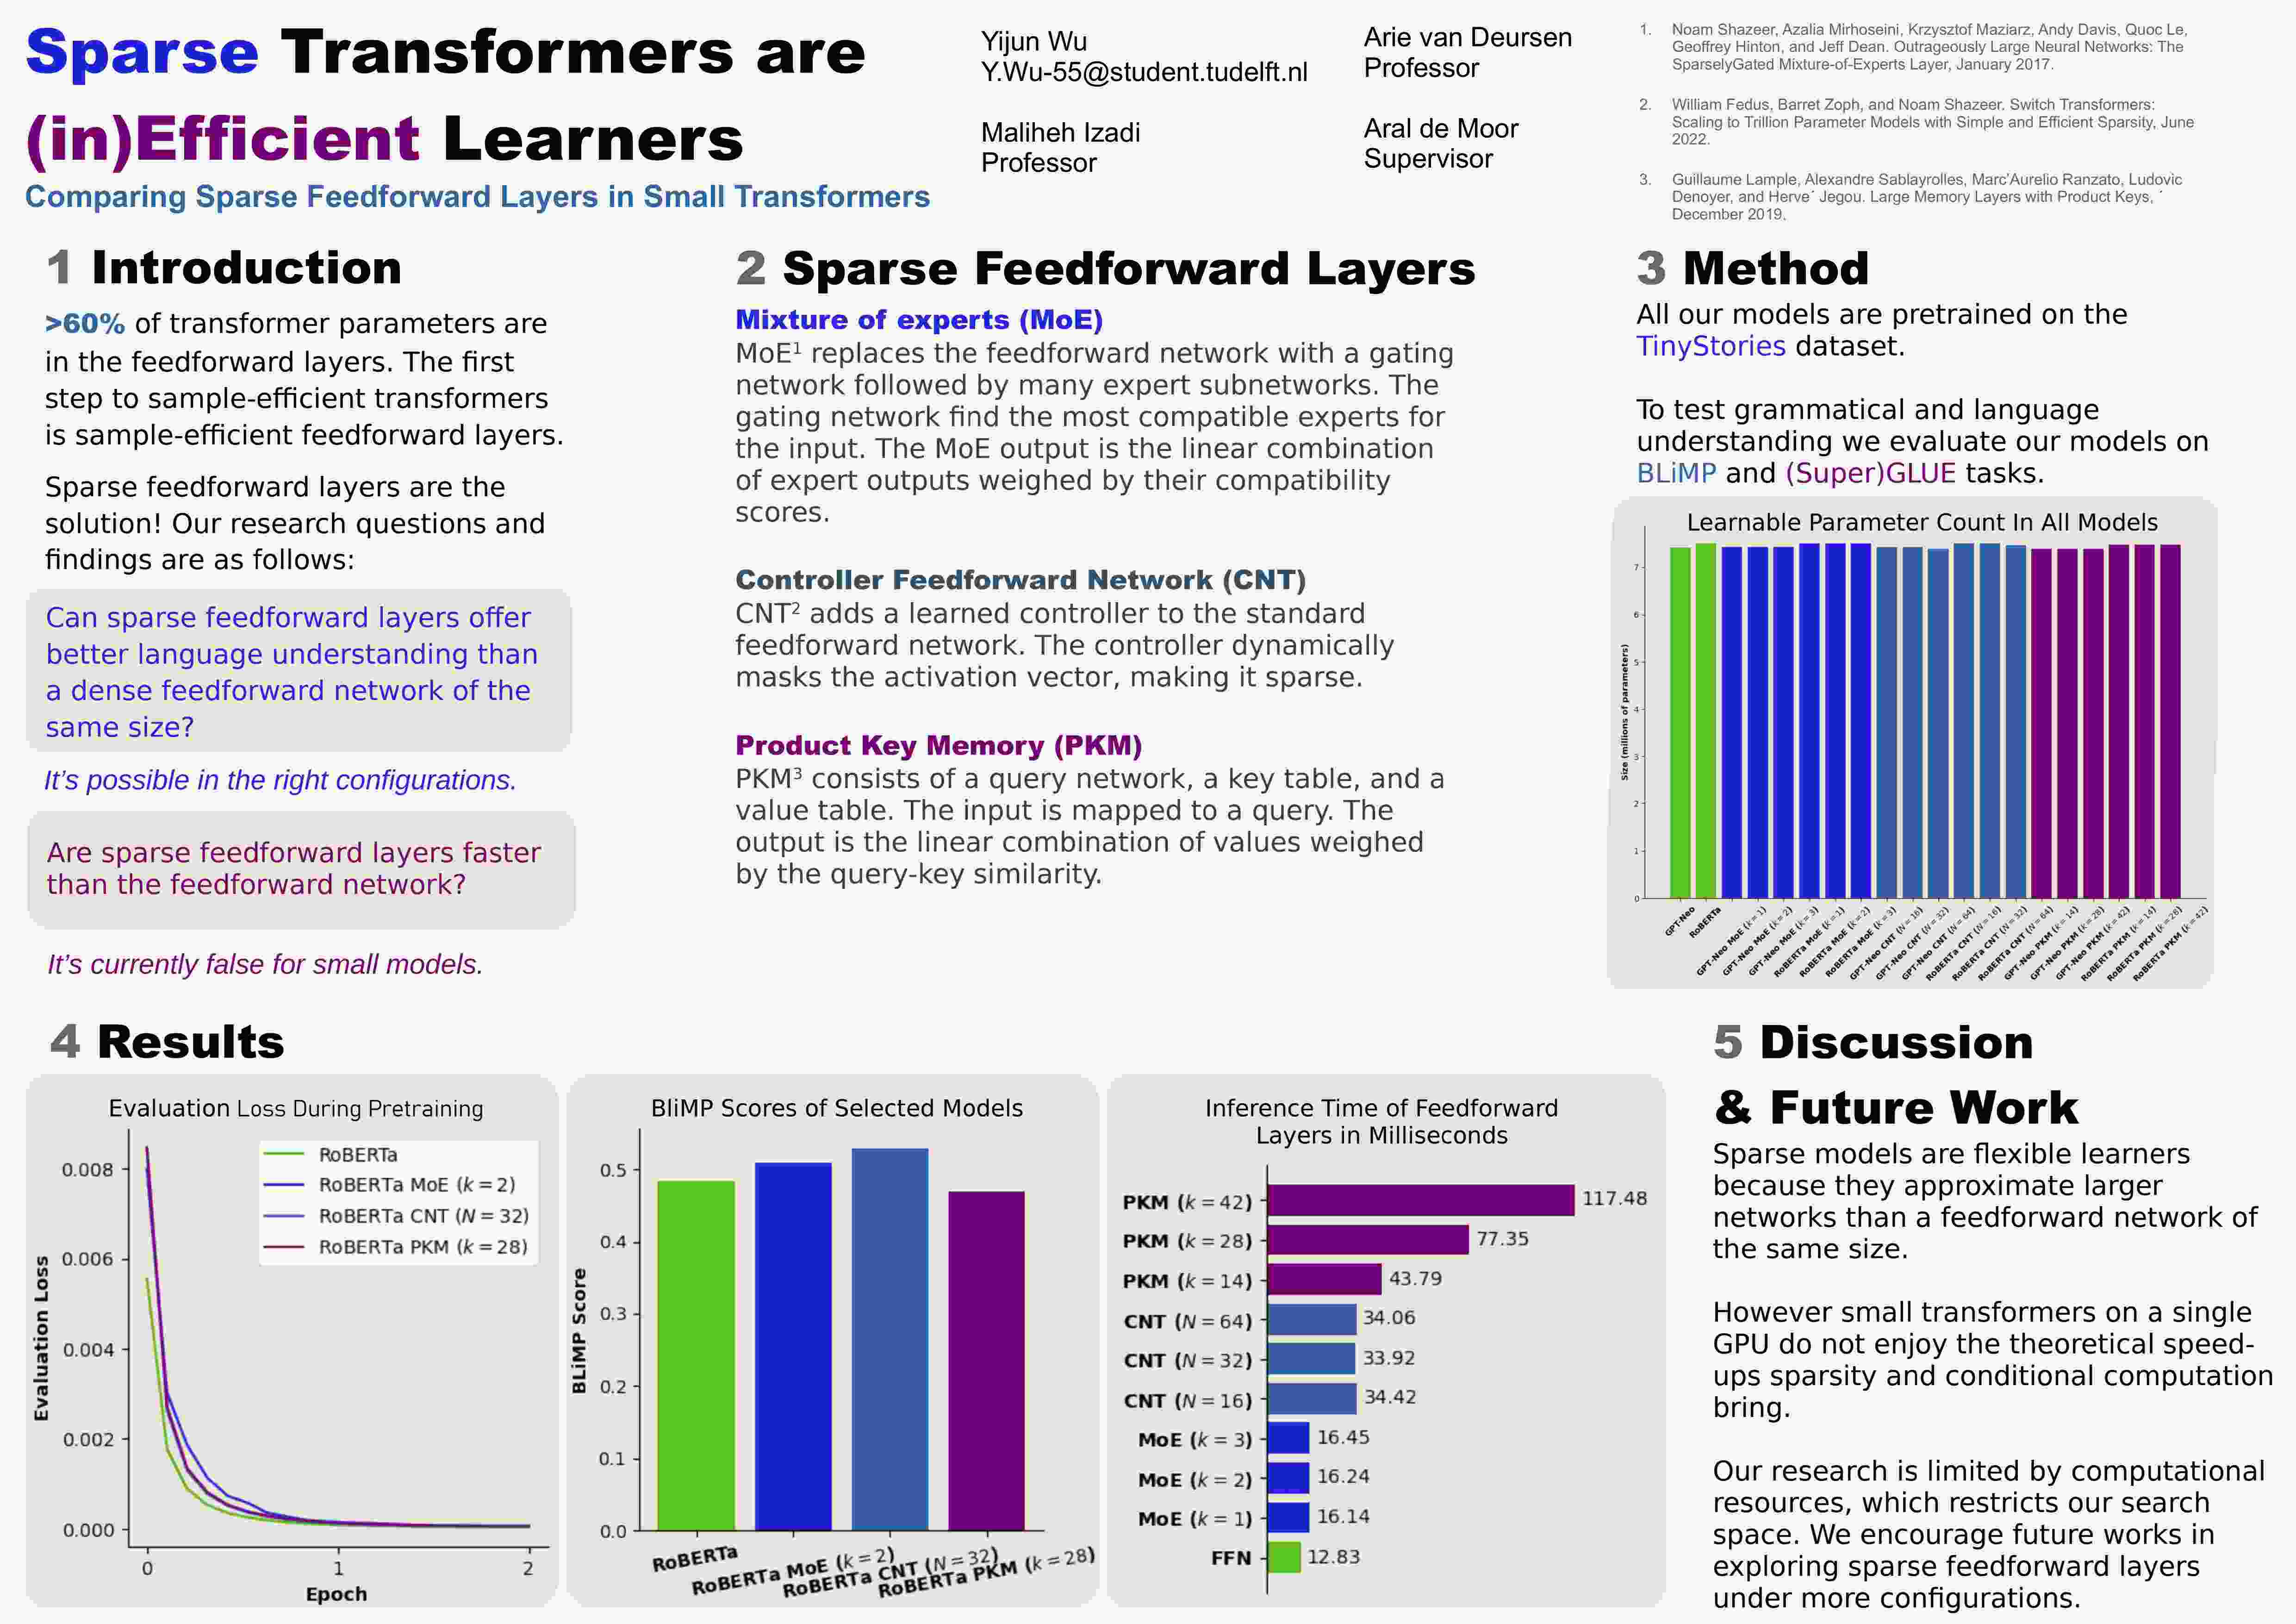 Sparse Transformers are
(in)Efficient Learners
Comparing Sparse Feedforward Layers in Small Transformers
Yijun Wu
Y.Wu-55@student.tudelft.nl
Maliheh Izadi
Professor
Arie van Deursen
Professor
Aral de Moor
Supervisor
1. Noam Shazeer, Azalia Mirhoseini, Krzysztof Maziarz, Andy Davis, Quoc Le,
Geoffrey Hinton, and Jeff Dean. Outrageously Large Neural Networks: The
SparselyGated Mixture-of-Experts Layer, January 2017.
2. William Fedus, Barret Zoph, and Noam Shazeer. Switch Transformers:
Scaling to Trillion Parameter Models with Simple and Efficient Sparsity, June
2022.
3. Guillaume Lample, Alexandre Sablayrolles, Marc'Aurelio Ranzato, Ludovic
Denoyer, and Herve´ Jegou. Large Memory Layers with Product Keys, ´
December 2019.
1 Introduction
>60% of transformer parameters are
in the feedforward layers. The first
step to sample-efficient transformers
is sample-efficient feedforward layers.
Sparse feedforward layers are the
solution! Our research questions and
findings are as follows:
Can sparse feedforward layers offer
better language understanding than
a dense feedforward network of the
same size?
It's possible in the right configurations.
Are sparse feedforward layers faster
than the feedforward network?
It's currently false for small models.
2 Sparse Feedforward Layers
Mixture of experts (MoE)
MoE¹ replaces the feedforward network with a gating
network followed by many expert subnetworks. The
gating network find the most compatible experts for
the input. The MoE output is the linear combination
of expert outputs weighed by their compatibility
scores.
Controller Feedforward Network (CNT)
CNT² adds a learned controller to the standard
feedforward network. The controller dynamically
masks the activation vector, making it sparse.
Product Key Memory (PKM)
PKM³ consists of a query network, a key table, and a
value table. The input is mapped to a query. The
output is the linear combination of values weighed
by the query-key similarity.
3 Method
All our models are pretrained on the
TinyStories dataset.
To test grammatical and language
understanding we evaluate our models on
BLiMP and (Super)GLUE tasks.
Learnable Parameter Count In All Models
Size (millions of parameters)
7
6
5
4
3
2
1
0
GPT-Neo
RoBERTa
GPT-Neo MoE (k = 1)
GPT-Neo MoE (k = 2)
GPT-Neo MoE (k = 3)
RoBERTa MoE (k = 1)
RoBERTa MoE (k = 2)
RoBERTa MoE (k = 3)
GPT-Neo CNT (N = 16)
GPT-Neo CNT (N = 32)
GPT-Neo CNT (N = 64)
RoBERTa CNT (N = 16)
RoBERTa CNT (N = 32)
RoBERTa CNT (N = 64)
GPT-Neo PKM (k = 14)
GPT-Neo PKM (k = 28)
GPT-Neo PKM (k = 42)
RoBERTa PKM (k = 14)
RoBERTa PKM (k = 28)
RoBERTa PKM (k = 42)
4 Results
Evaluation Loss During Pretraining
RoBERTa
RoBERTa MoE (k = 2)
RoBERTa CNT (N = 32)
RoBERTa PKM (k = 28)
Evaluation Loss
0.008
0.006
0.004
0.002
0.000
0
1
2
Epoch
BliMP Scores of Selected Models
BLiMP Score
0.5
0.4
0.3
0.2
0.1
0.0
RoBERTa
RoBERTa MoE (k = 2)
RoBERTa CNT (N = 32)
RoBERTa PKM (k = 28)
Inference Time of Feedforward
Layers in Milliseconds
PKM (k = 42) 117.48
PKM (k = 28) 77.35
PKM (k = 14) 43.79
CNT (N = 64) 34.06
CNT (N = 32) 33.92
CNT (N = 16) 34.42
MoE (k = 3) 16.45
MoE (k = 2) 16.24
MoE (k = 1) 16.14
FFN 12.83
5 Discussion
& Future Work
Sparse models are flexible learners
because they approximate larger
networks than a feedforward network of
the same size.
However small transformers on a single
GPU do not enjoy the theoretical speed-
ups sparsity and conditional computation
bring.
Our research is limited by computational
resources, which restricts our search
space. We encourage future works in
exploring sparse feedforward layers
under more configurations.